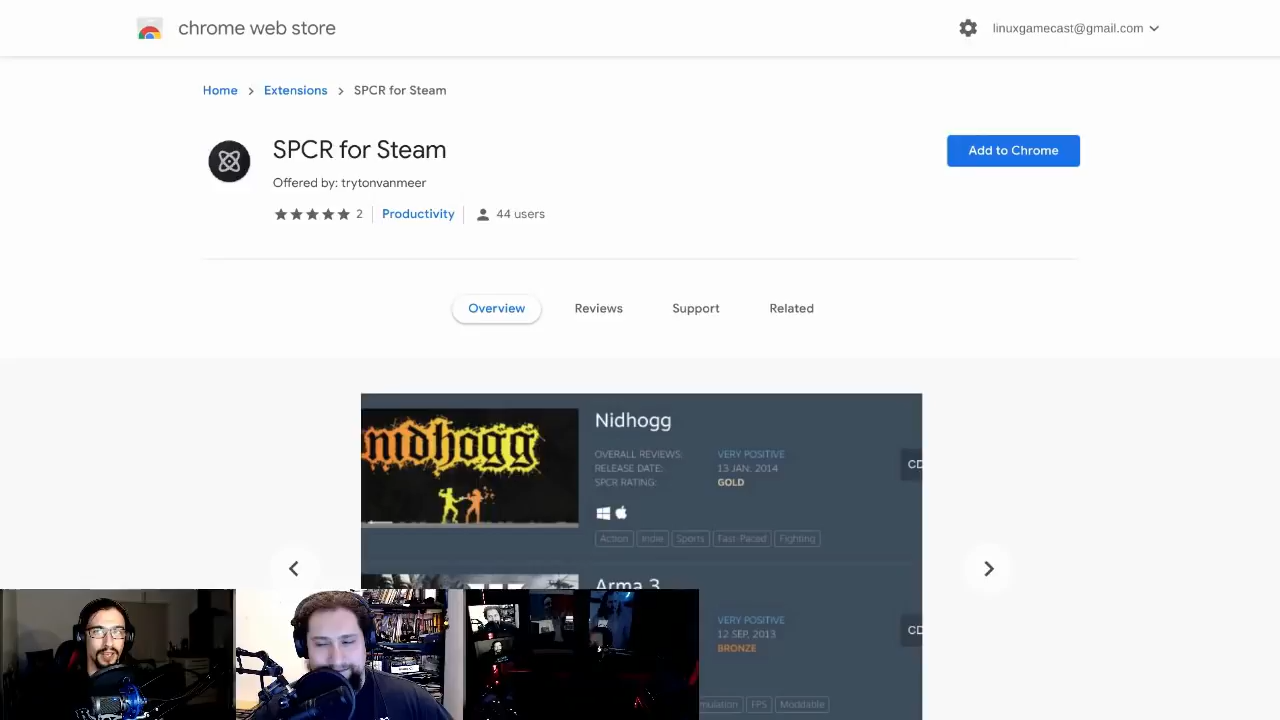 chrome web store
linuxgamecast@gmail.com
Home > Extensions > SPCR for Steam
SPCR for Steam
Add to Chrome
Offered by: trytonvanmeer
2
Productivity
44 users
Overview
Reviews
Support
Related
nidhogg
Nidhogg
OVERALL REVIEWS: VERY POSITIVE
RELEASE DATE: 13 JAN, 2014
SPCR RATING: GOLD
CD
Action Indie Sports Fast-Paced Fighting
Arma 3
VERY POSITIVE
12 SEP, 2013
CD
BRONZE
mulation FPS Moddable